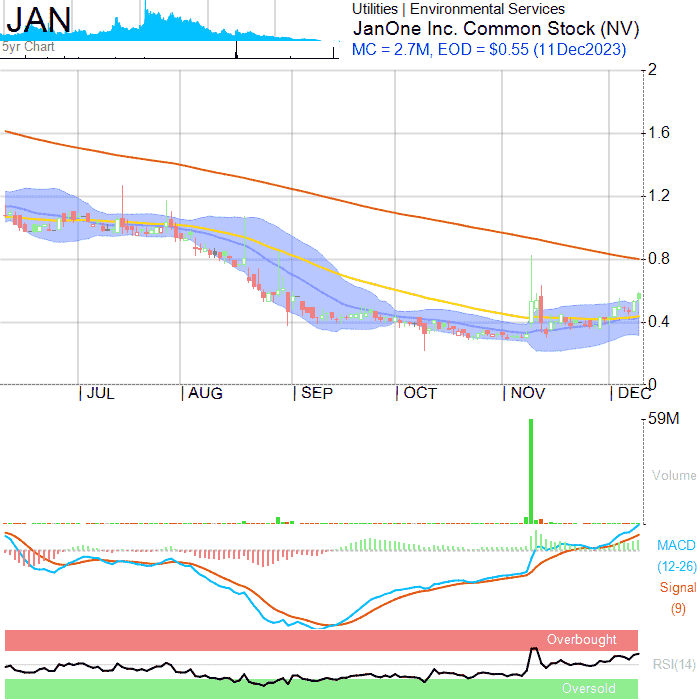 JAN
5yr Chart
Utilities | Environmental Services
JanOne Inc. Common Stock (NV)
MC = 2.7M, EOD = $0.55 (11Dec2023)
2
1.6
1.2
0.8
0.4
0
JUL
AUG
SEP
OCT
NOV
DEC
59M
Volume
MACD
(12-26)
Signal
(9)
Overbought
RSI(14)
Oversold